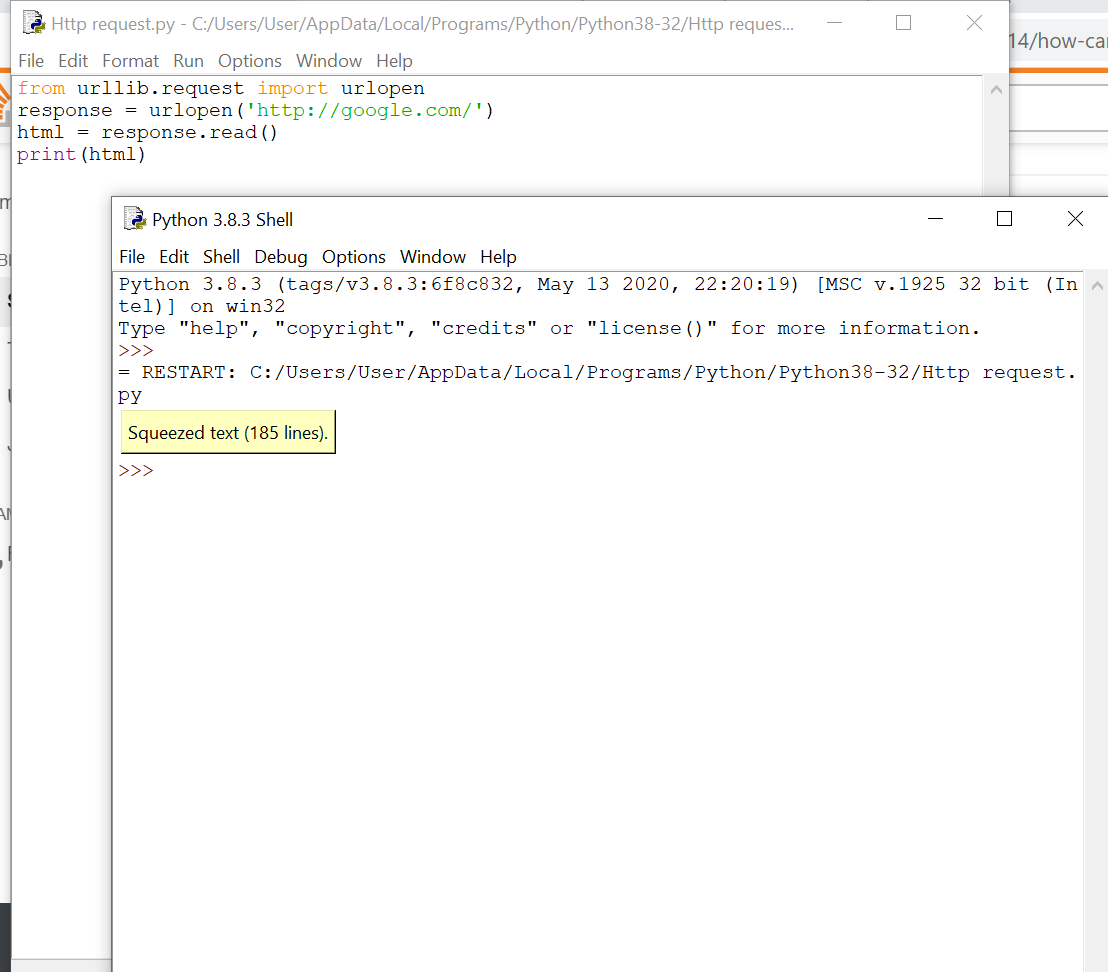 Http request.py - C:/Users/User/AppData/Local/Programs/Python/Python38-32/Http reques...
14/how-ca
File Edit Format Run Options Window Help
from urllib.request import urlopen
response = urlopen('http://google.com/')
html = response.read()
print(html)
Python 3.8.3 Shell
File Edit Shell Debug Options Window Help
Python 3.8.3 (tags/v3.8.3:6f8c832, May 13 2020, 22:20:19) [MSC v.1925 32 bit (In
tel)] on win32
Type "help", "copyright", "credits" or "license()" for more information.
>>>
= RESTART: C:/Users/User/AppData/Local/Programs/Python/Python38-32/Http request.
py
Squeezed text (185 lines).
>>>